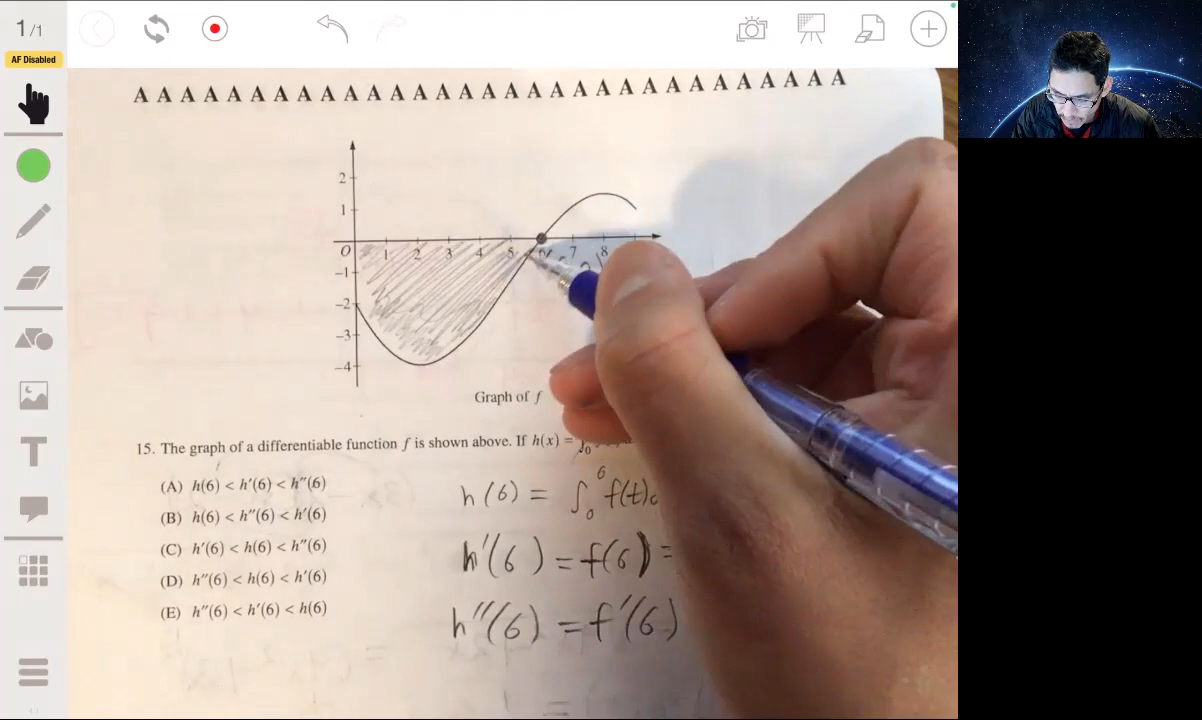 1/1
AF Disabled
A A A A A A A A A A A A A A A A A A A A A A A A A A A A A A A
2
1
O 1 2 3 4 5 7 8
-1
-2
-3
-4
Graph of f
15. The graph of a differentiable function f is shown above. If h(x) = ∫₀
(A) h(6) < h′(6) < h″(6)
h(6) = ∫₀⁶ f(t)
(B) h(6) < h″(6) < h′(6)
(C) h′(6) < h(6) < h″(6)
h′(6) = f(6) =
(D) h″(6) < h(6) < h′(6)
(E) h″(6) < h′(6) < h(6)
h″(6) = f′(6)
T